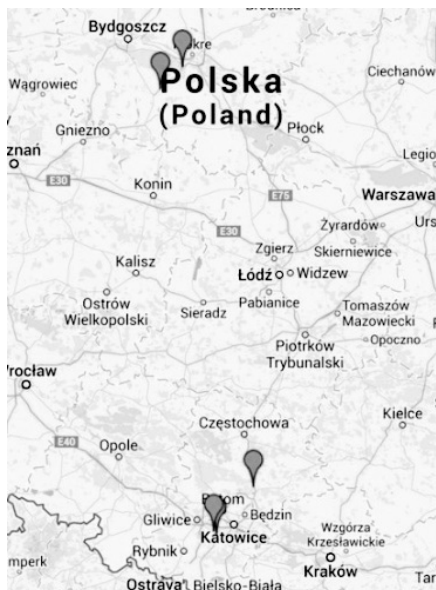 Bydgoszcz
Polska
(Poland)
Wągrowiec
Ciechanów
Gniezno
Płock
Legio
znań
E30
Konin
E75
Warszawa
E30
Żyrardów
Skierniewice
Urs
Zgierz
Kalisz
Łódź
Widzew
Ostrów
Wielkopolski
Sieradz
Pabianice
Tomaszów
Mazowiecki
Piotrków
Trybunalski
Opoczno
Wrocław
Częstochowa
Kielce
E40
Opole
Gliwice
Będzin
Katowice
Rybnik
Wzgórza
Krzesławickie
Kraków
mperk
Ostrava
Bielsko-Biała
Tar